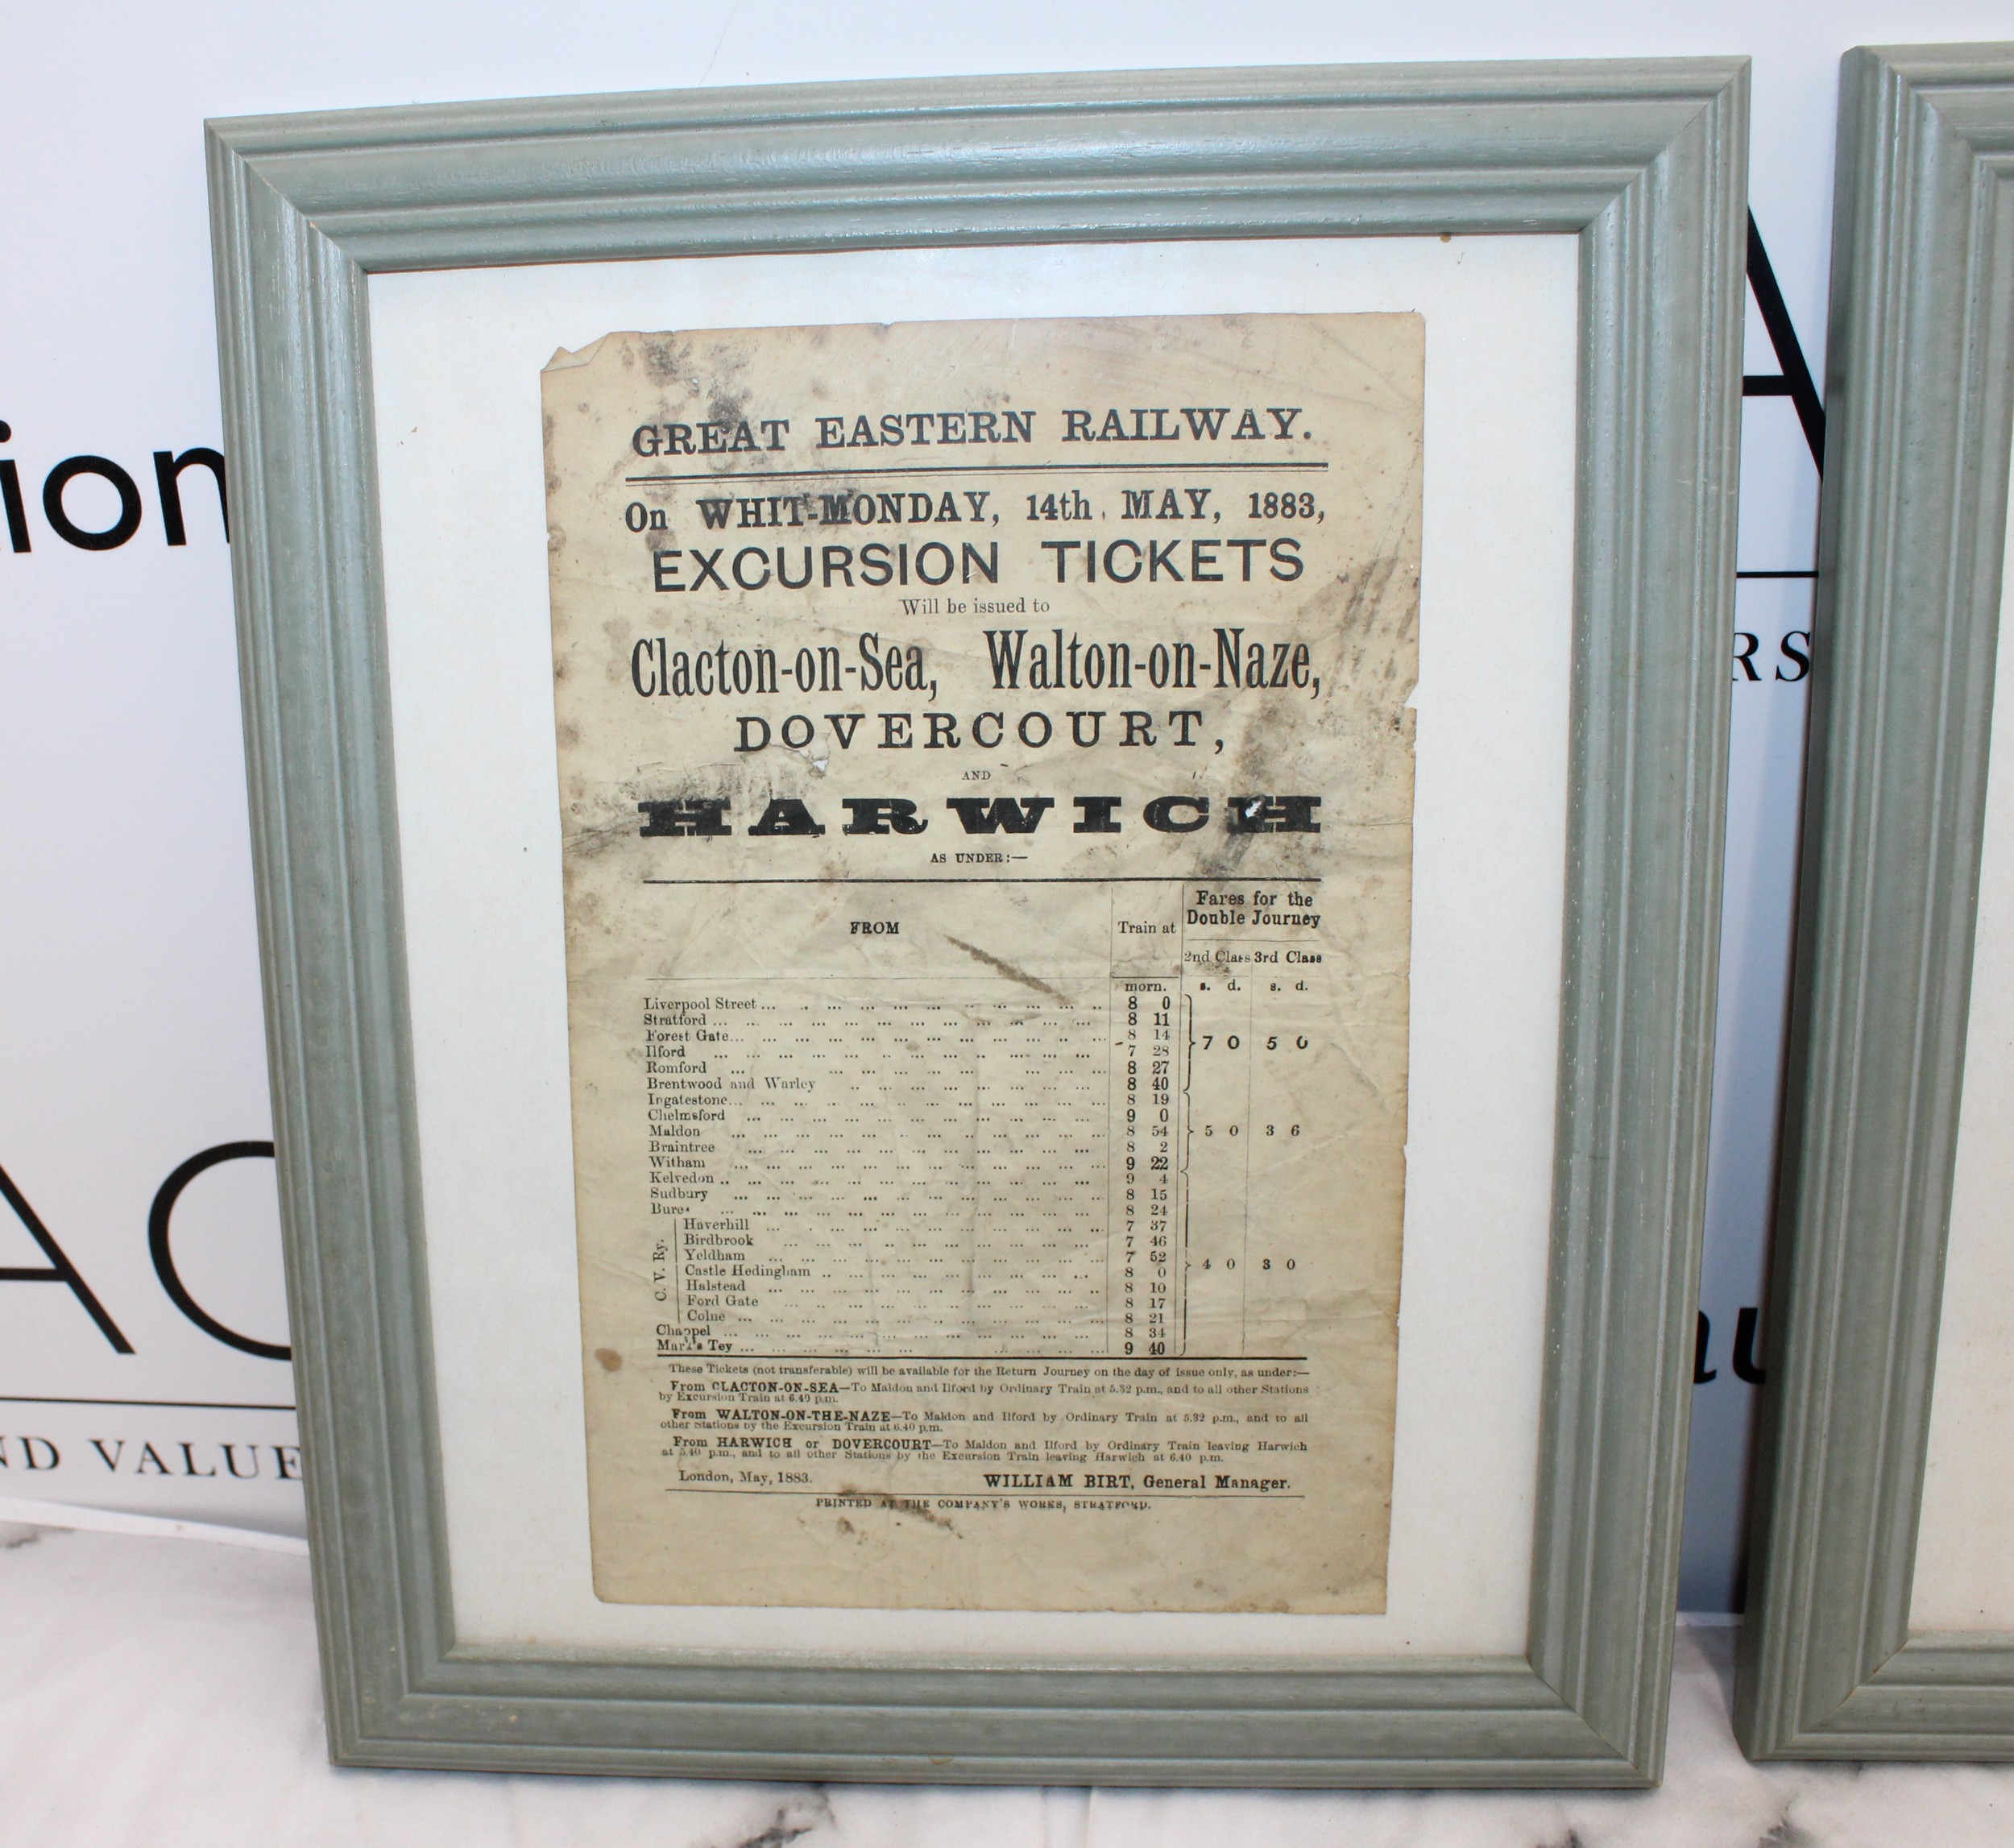 GREAT EASTERN RAILWAY.
On WHIT-MONDAY, 14th MAY, 1883,
EXCURSION TICKETS
Will be issued to
Clacton-on-Sea, Walton-on-Naze,
DOVERCOURT,
AND
HARWICH
AS UNDER:—
FROM Train at Fares for the Double Journey
2nd Class 3rd Class
morn. s. d. s. d.
Liverpool Street ... 8 0
Stratford ... 8 11
Forest Gate ... 8 14
Ilford ... 7 28
7 0 5 0
Romford ... 8 27
Brentwood and Warley ... 8 40
Ingatestone ... 8 19
Chelmsford ... 9 0
Maldon ... 8 54 5 0 3 6
Braintree ... 8 2
Witham ... 9 22
Kelvedon ... 9 4
Sudbury ... 8 15
Bures ... 8 24
C. V. Ry.
Haverhill ... 7 37
Birdbrook ... 7 46
Yeldham ... 7 52
Castle Hedingham ... 8 0 4 0 3 0
Halstead ... 8 10
Ford Gate ... 8 17
Colne ... 8 21
Chappel ... 8 34
Mark's Tey ... 9 40
These Tickets (not transferable) will be available for the Return Journey on the day of issue only, as under:—
From CLACTON-ON-SEA—To Maldon and Ilford by Ordinary Train at 5.32 p.m., and to all other Stations
by Excursion Train at 6.40 p.m.
From WALTON-ON-THE-NAZE—To Maldon and Ilford by Ordinary Train at 5.32 p.m., and to all
other Stations by the Excursion Train at 6.40 p.m.
From HARWICH or DOVERCOURT—To Maldon and Ilford by Ordinary Train leaving Harwich
at 5.40 p.m., and to all other Stations by the Excursion Train leaving Harwich at 6.40 p.m.
London, May, 1883. WILLIAM BIRT, General Manager.
PRINTED AT THE COMPANY'S WORKS, STRATFORD.
ion
A
RS
AC
ND VALUE
au